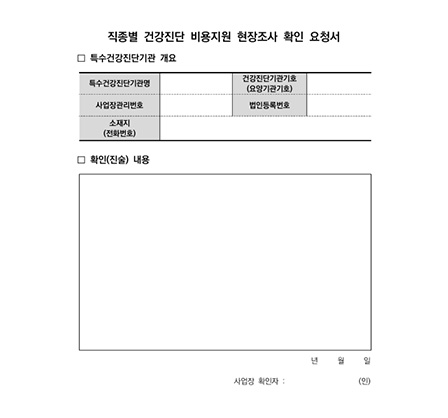 직종별 건강진단 비용지원 현장조사 확인 요청서
□ 특수건강진단기관 개요
특수건강진단기관명
건강진단기관기호
(요양기관기호)
사업장관리번호
법인등록번호
소재지
(전화번호)
□ 확인(진술) 내용
년 월 일
사업장 확인자 : (인)